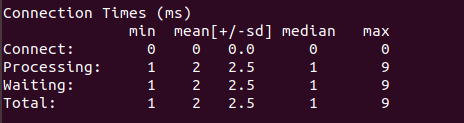 Connection Times (ms)
              min  mean[+/-sd] median   max
Connect:        0    0   0.0      0       0
Processing:     1    2   2.5      1       9
Waiting:        1    2   2.5      1       9
Total:          1    2   2.5      1       9